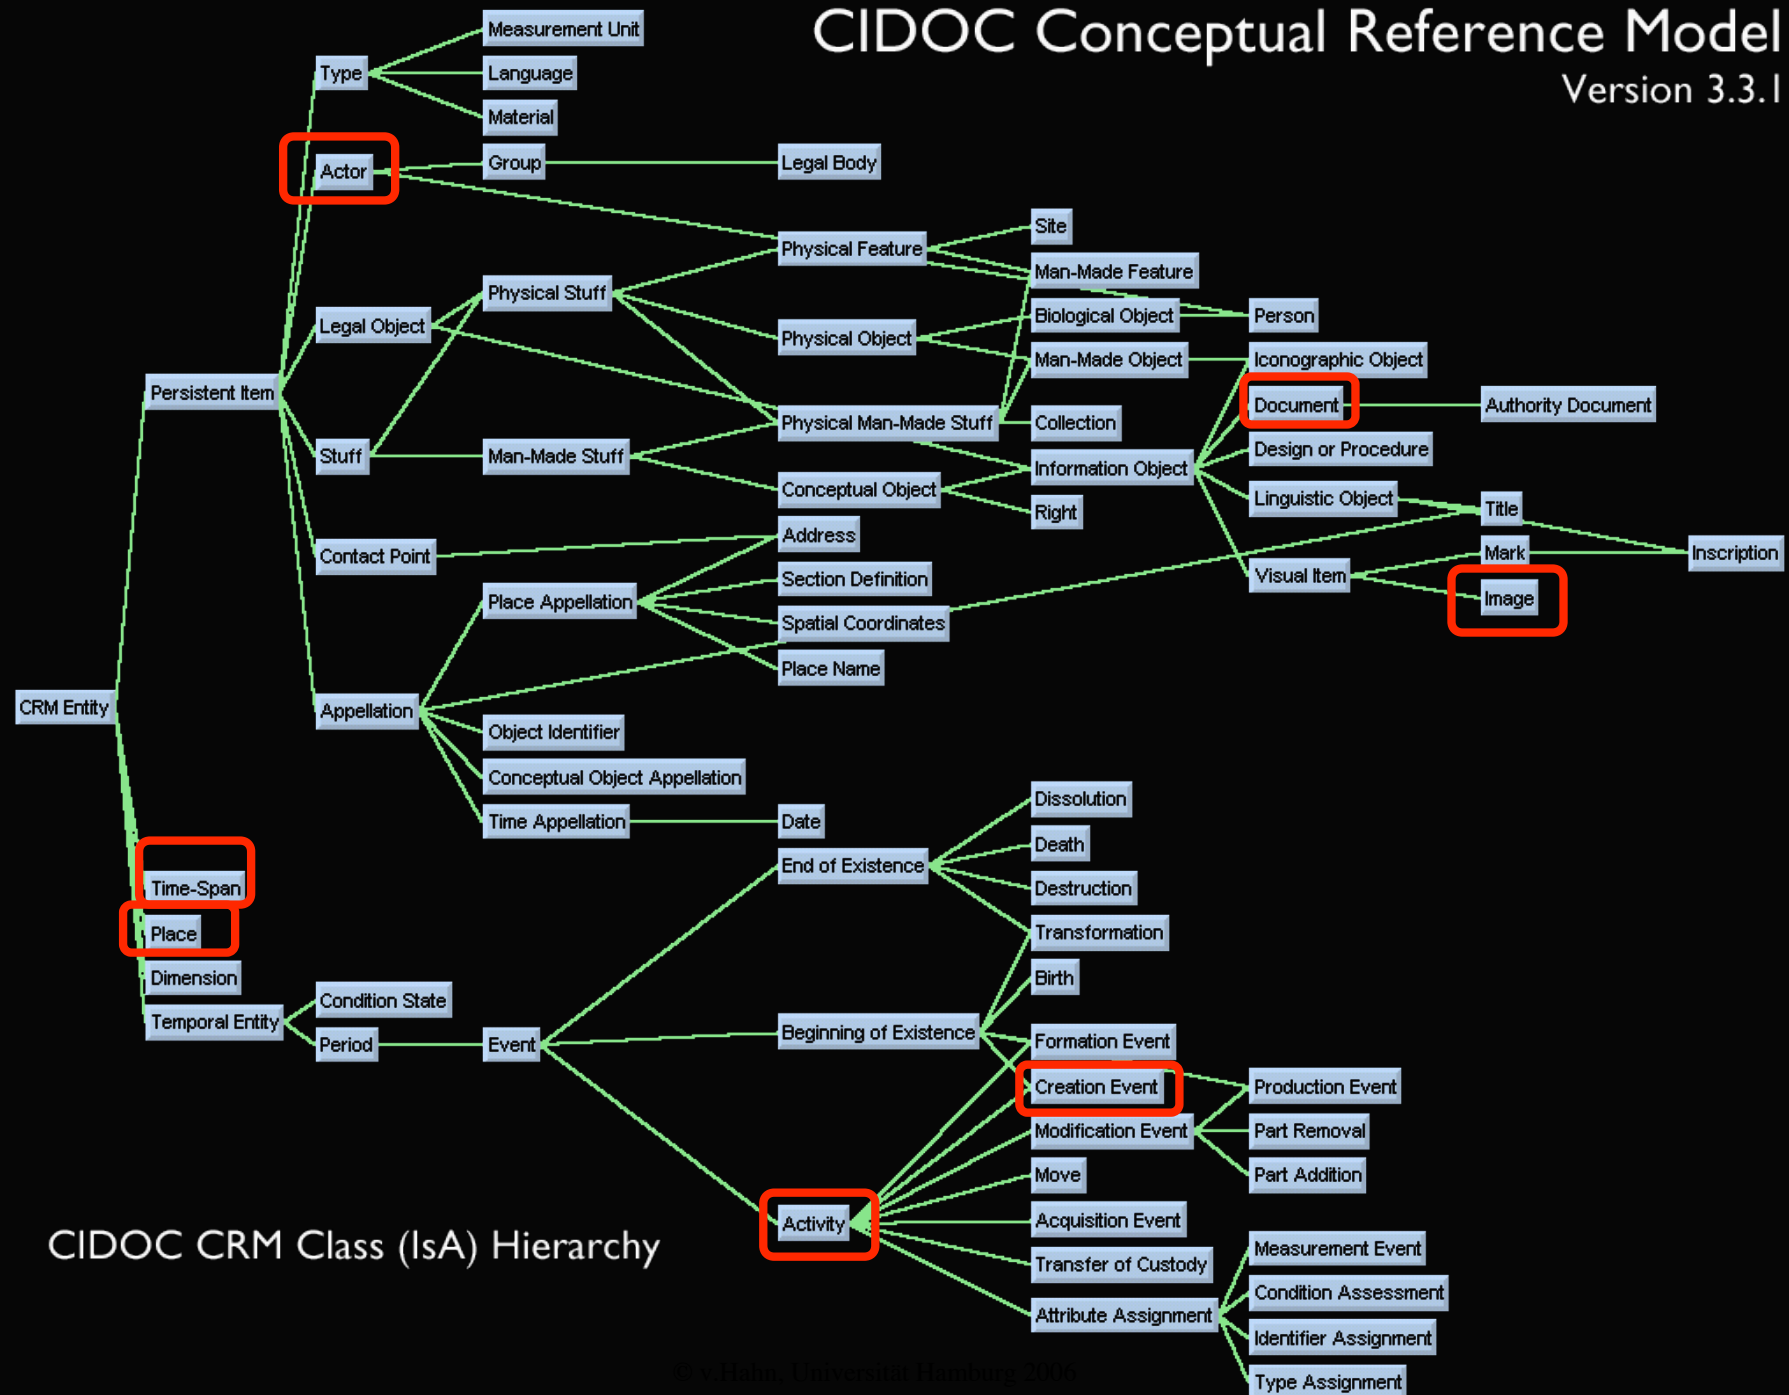 CIDOC Conceptual Reference Model
Version 3.3.1
Measurement Unit
Type
Language
Material
Actor
Group
Legal Body
Site
Physical Feature
Man-Made Feature
Physical Stuff
Legal Object
Biological Object
Person
Physical Object
Man-Made Object
Iconographic Object
Persistent Item
Document
Authority Document
Physical Man-Made Stuff
Collection
Stuff
Man-Made Stuff
Design or Procedure
Information Object
Conceptual Object
Linguistic Object
Right
Title
Address
Contact Point
Mark
Inscription
Section Definition
Visual Item
Place Appellation
Image
Spatial Coordinates
Place Name
CRM Entity
Appellation
Object Identifier
Conceptual Object Appellation
Dissolution
Time Appellation
Date
Death
End of Existence
Time-Span
Destruction
Place
Transformation
Dimension
Birth
Condition State
Temporal Entity
Beginning of Existence
Period
Event
Formation Event
Creation Event
Production Event
Modification Event
Part Removal
Move
Part Addition
Activity
Acquisition Event
CIDOC CRM Class (IsA) Hierarchy
Measurement Event
Transfer of Custody
Condition Assessment
Attribute Assignment
Identifier Assignment
© v.Hahn, Universität Hamburg 2006
Type Assignment